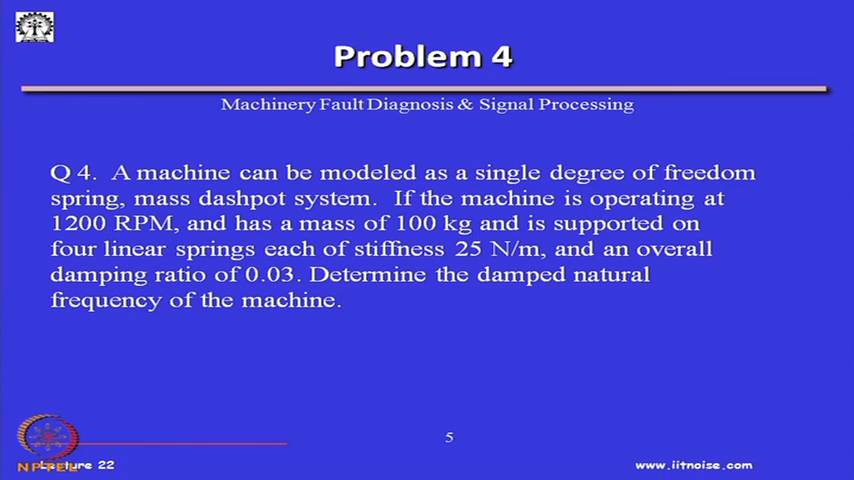 Problem 4
Machinery Fault Diagnosis & Signal Processing
Q 4. A machine can be modeled as a single degree of freedom
spring, mass dashpot system. If the machine is operating at
1200 RPM, and has a mass of 100 kg and is supported on
four linear springs each of stiffness 25 N/m, and an overall
damping ratio of 0.03. Determine the damped natural
frequency of the machine.
5
NPTEL
Lecture 22
www.iitnoise.com